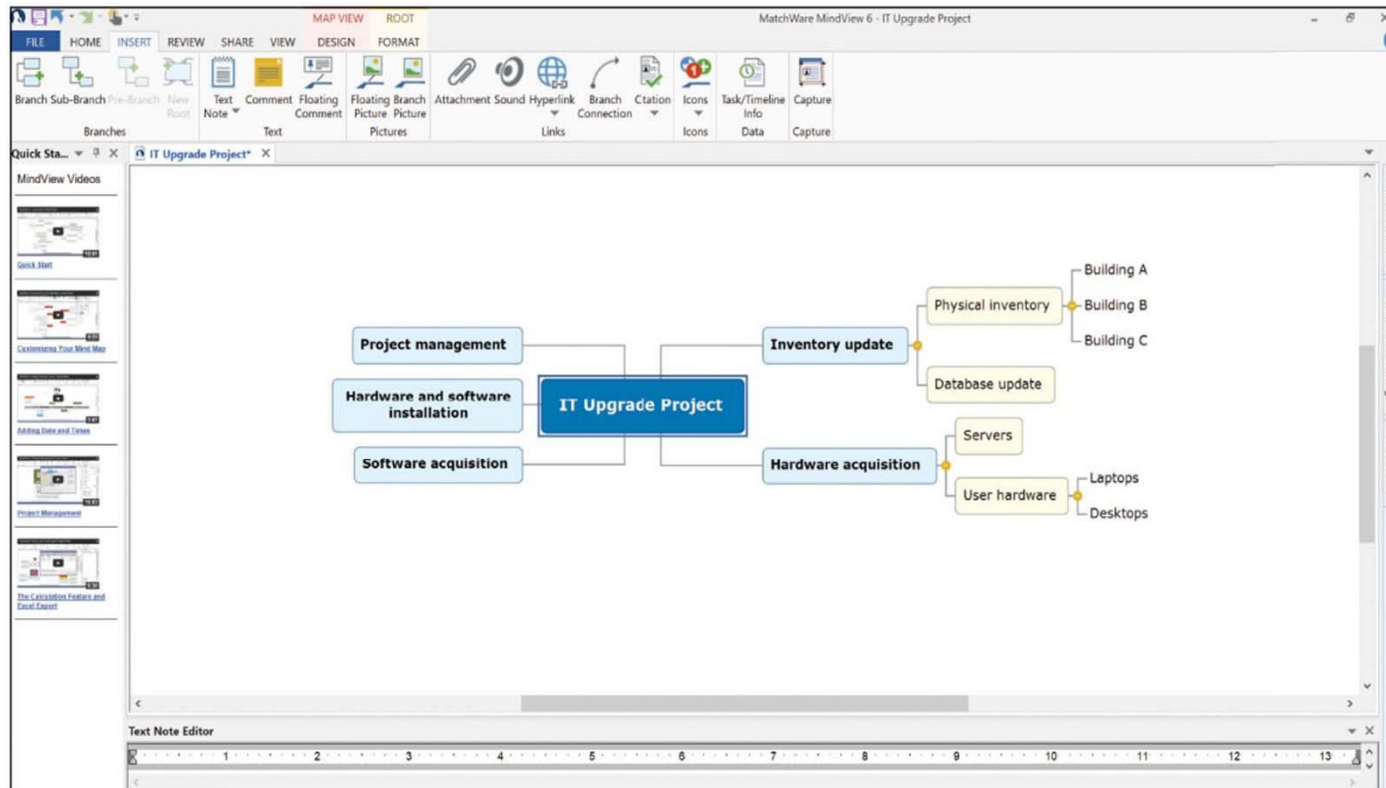 MAP VIEW ROOT MatchWare MindView 6 - IT Upgrade Project
FILE HOME INSERT REVIEW SHARE VIEW DESIGN FORMAT
Branch Sub-Branch Pre-Branch New Root Text Note Comment Floating Comment Floating Picture Branch Picture Attachment Sound Hyperlink Branch Connection Ctation Icons Task/Timeline Info Capture
Branches Text Pictures Links Icons Data Capture
Quick Sta... IT Upgrade Project*
MindView Videos
Quick Start
Customizing Your Mind Map
Adding Date and Times
Project Management
The Calculation Feature and
Excel Export
Project management
Hardware and software
installation
Software acquisition
IT Upgrade Project
Inventory update
Physical inventory
Building A
Building B
Building C
Database update
Hardware acquisition
Servers
User hardware
Laptops
Desktops
Text Note Editor
1 2 3 4 5 6 7 8 9 10 11 12 13